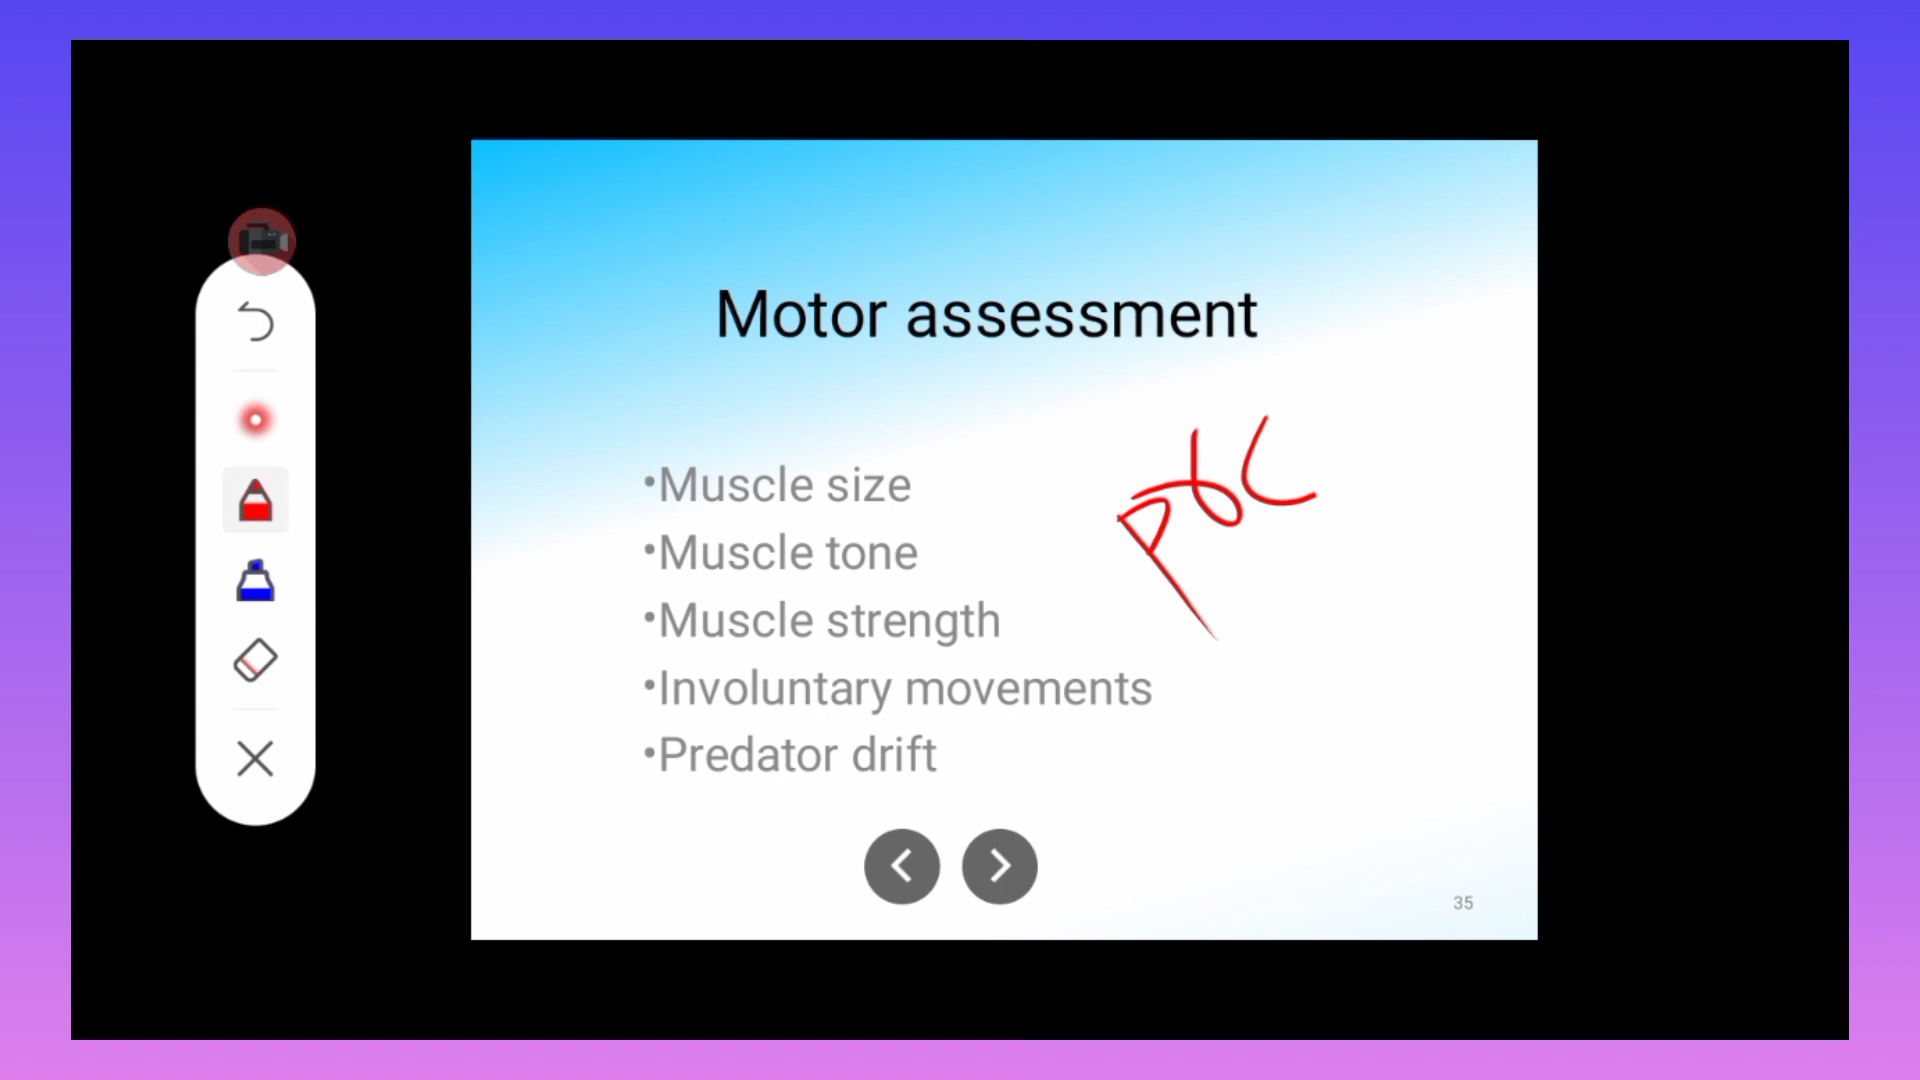 Motor assessment
•Muscle size
•Muscle tone
•Muscle strength
•Involuntary movements
•Predator drift
35